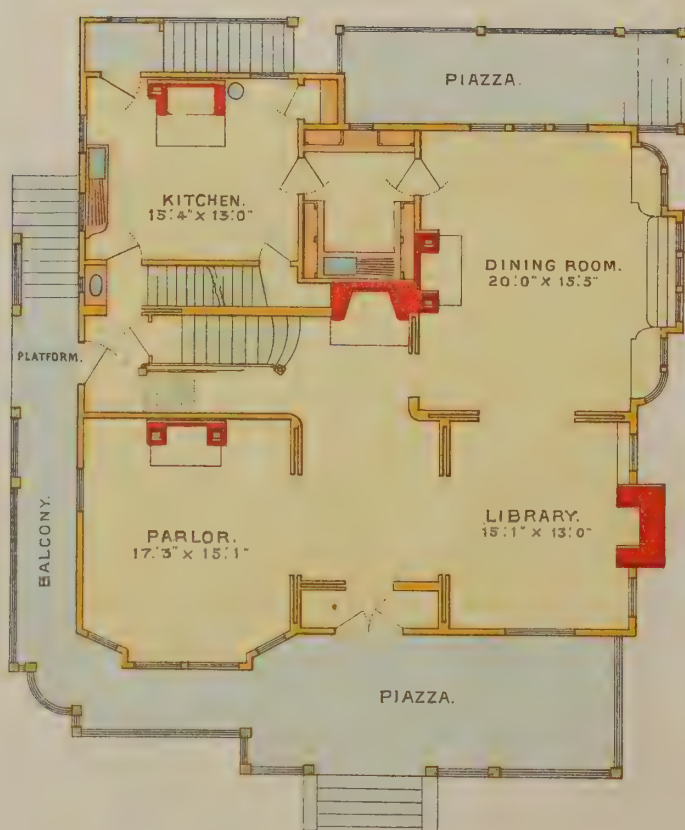 PIAZZA.
KITCHEN.
15'.4" X 13'.0"
DINING ROOM.
20'.0" X 15'.5"
PLATFORM.
BALCONY.
PARLOR.
17'.3" X 15'.1"
LIBRARY.
15'.1" X 13'.0"
PIAZZA.